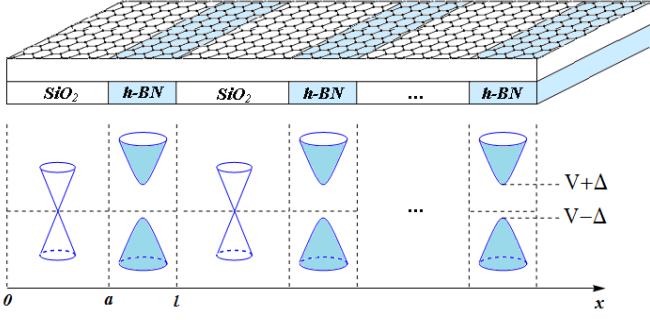 SiO₂ h-BN SiO₂ h-BN ... h-BN
V+Δ
V−Δ
...
0 a l x